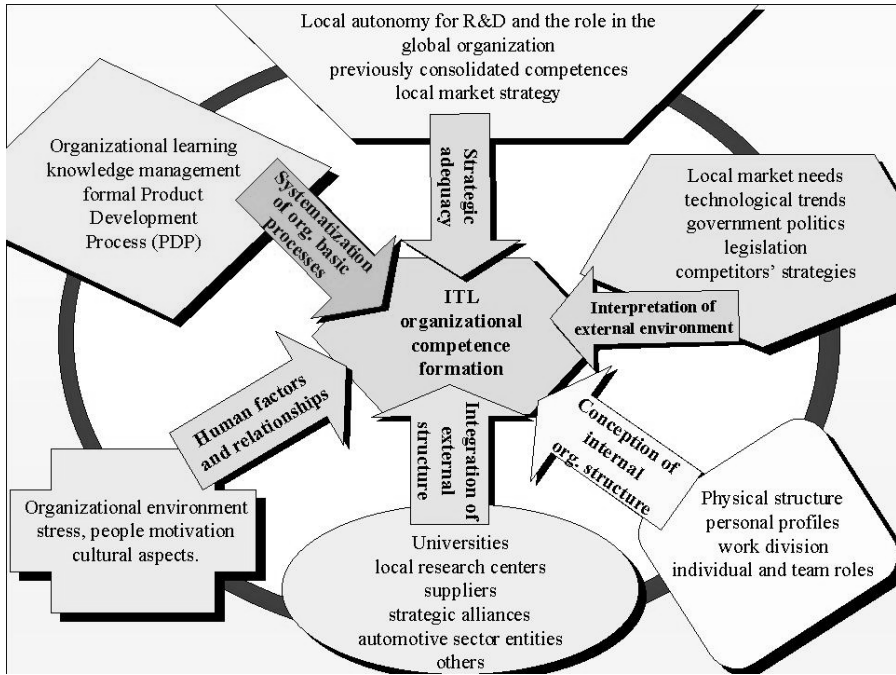 Local autonomy for R&D and the role in the
global organization
previously consolidated competences
local market strategy
Organizational learning
knowledge management
formal Product
Development
Process (PDP)
Systematization
of org. basic
processes
Strategic
adequacy
Local market needs
technological trends
government politics
legislation
competitors’ strategies
ITL
organizational
competence
formation
Interpretation of
external environment
Human factors
and relationships
Integration of
external
structure
Conception of
internal
org. structure
Organizational environment
stress, people motivation
cultural aspects.
Universities
local research centers
suppliers
strategic alliances
automotive sector entities
others
Physical structure
personal profiles
work division
individual and team roles